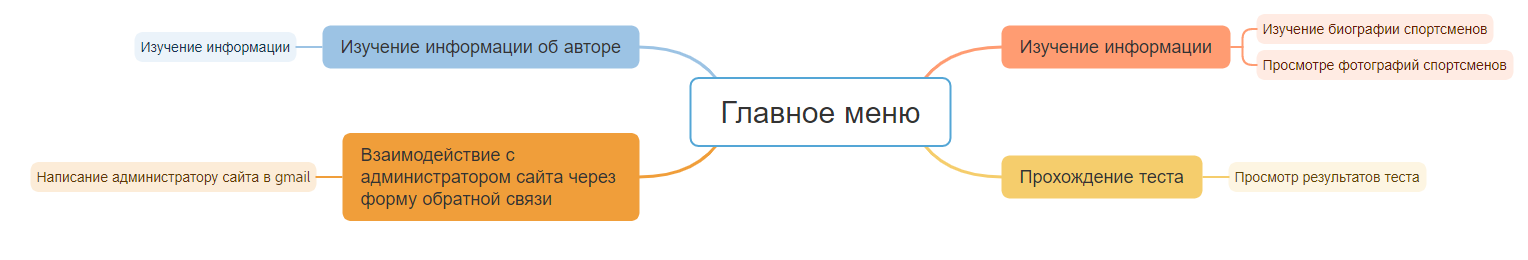 Изучение информации
Изучение информации об авторе
Главное меню
Изучение информации
Изучение биографии спортсменов
Просмотре фотографий спортсменов
Написание администратору сайта в gmail
Взаимодействие с
администратором сайта через
форму обратной связи
Прохождение теста
Просмотр результатов теста